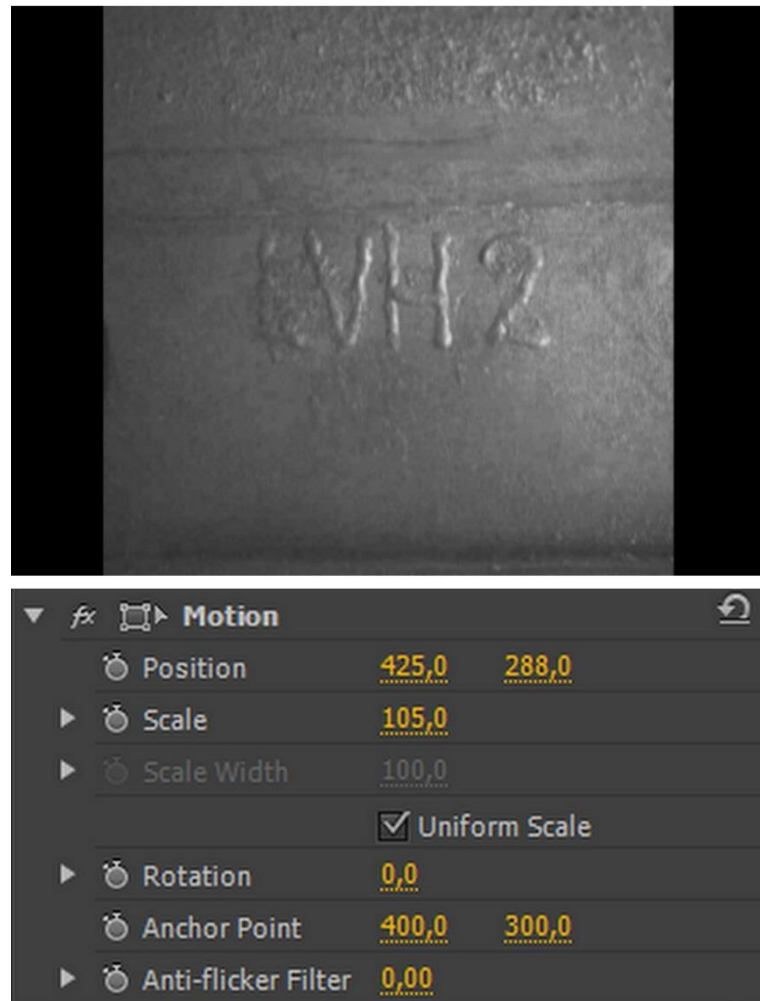 VH2
fx Motion
Position 425,0 288,0
Scale 105,0
Scale Width 100,0
Uniform Scale
Rotation 0,0
Anchor Point 400,0 300,0
Anti-flicker Filter 0,00